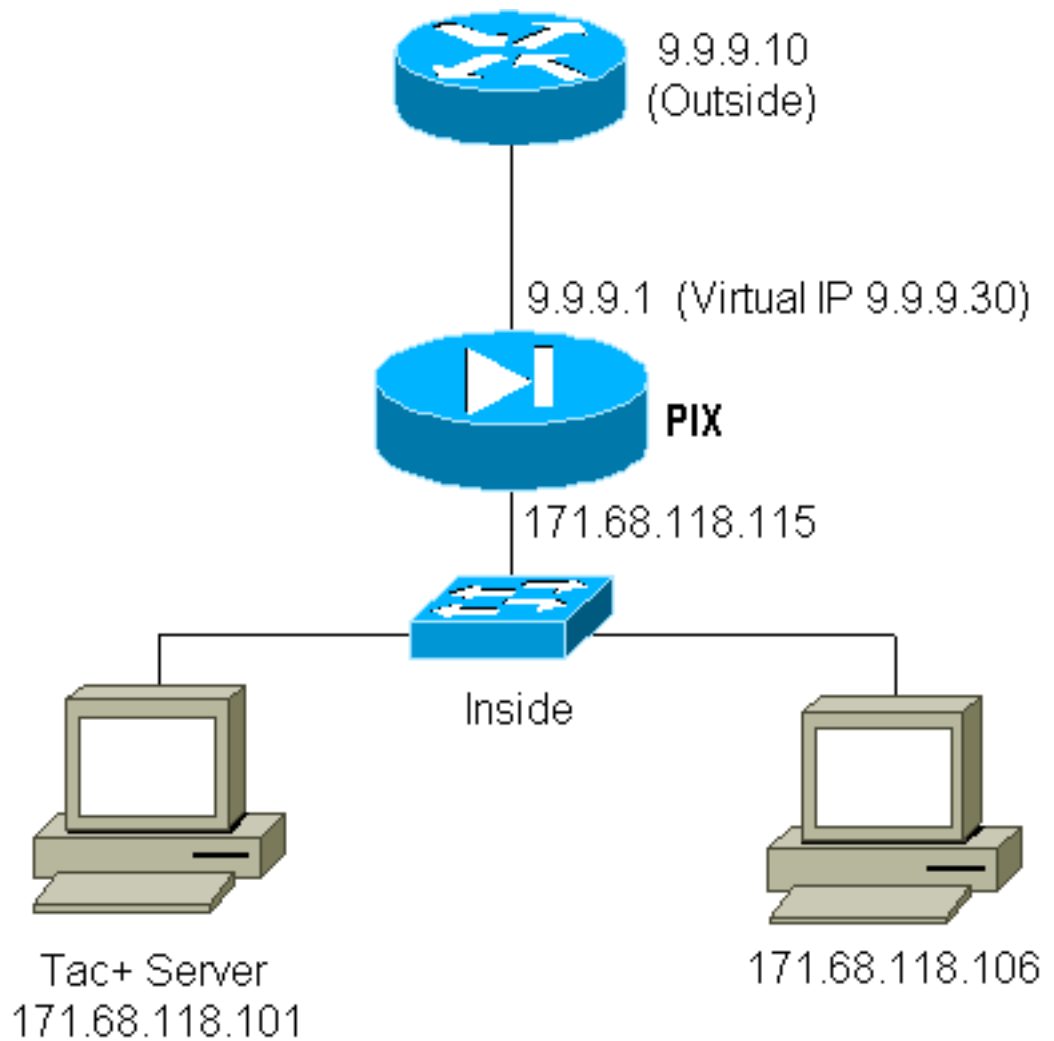 9.9.9.10
(Outside)
9.9.9.1 (Virtual IP 9.9.9.30)
PIX
171.68.118.115
Inside
Tac+ Server
171.68.118.101
171.68.118.106